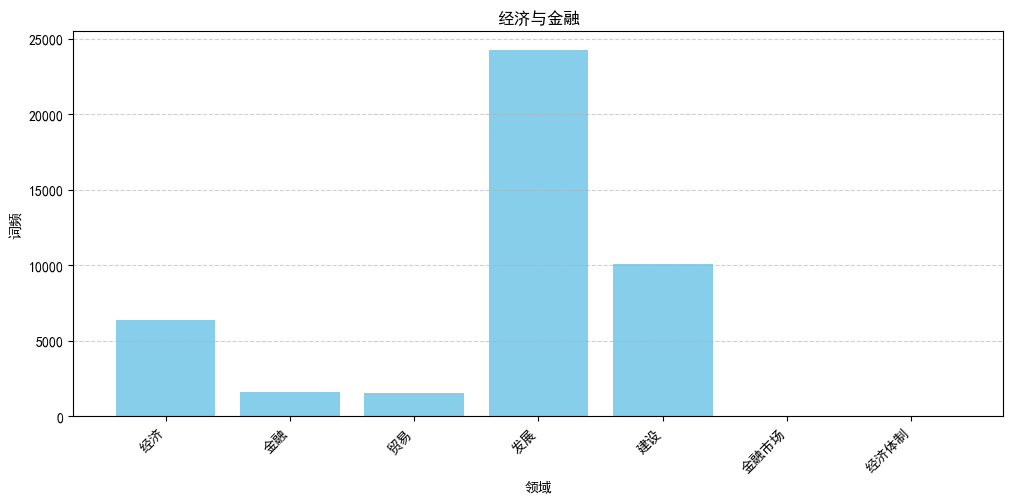 经济与金融
25000
20000
15000
10000
5000
0
词频
经济
金融
贸易
发展
建设
金融市场
经济体制
领域